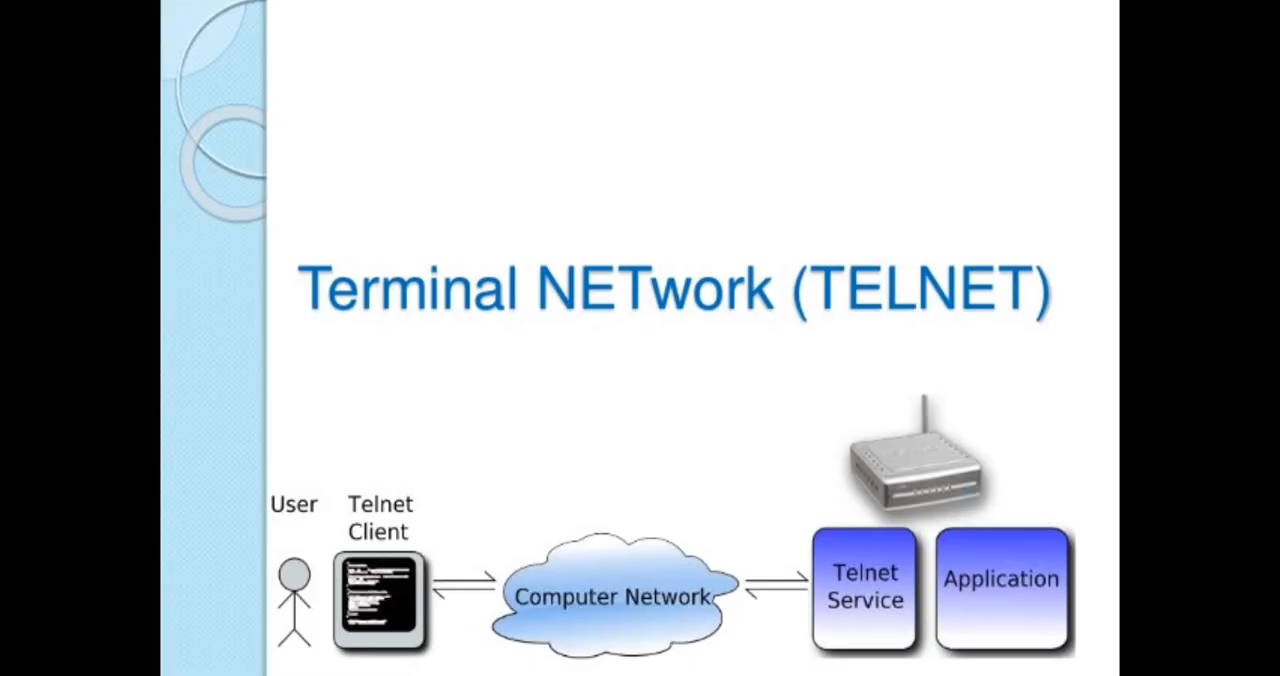 Terminal NETwork (TELNET)
User
Telnet
Client
Computer Network
Telnet
Service
Application